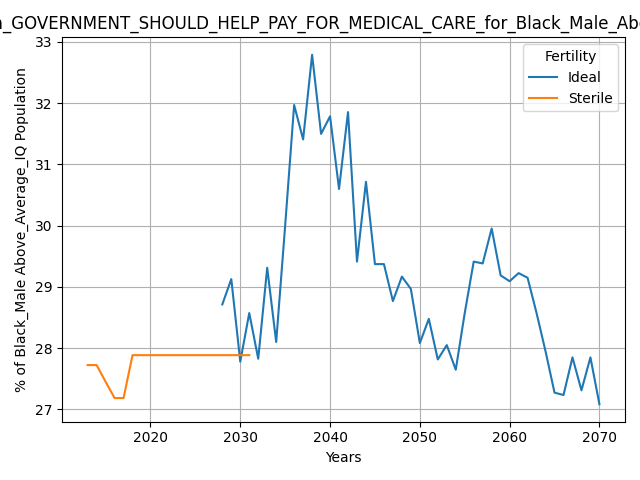 _GOVERNMENT_SHOULD_HELP_PAY_FOR_MEDICAL_CARE_for_Black_Male_Abo
33
32
31
30
29
28
27
% of Black_Male Above_Average_IQ Population
Fertility
Ideal
Sterile
2020
2030
2040
2050
2060
2070
Years